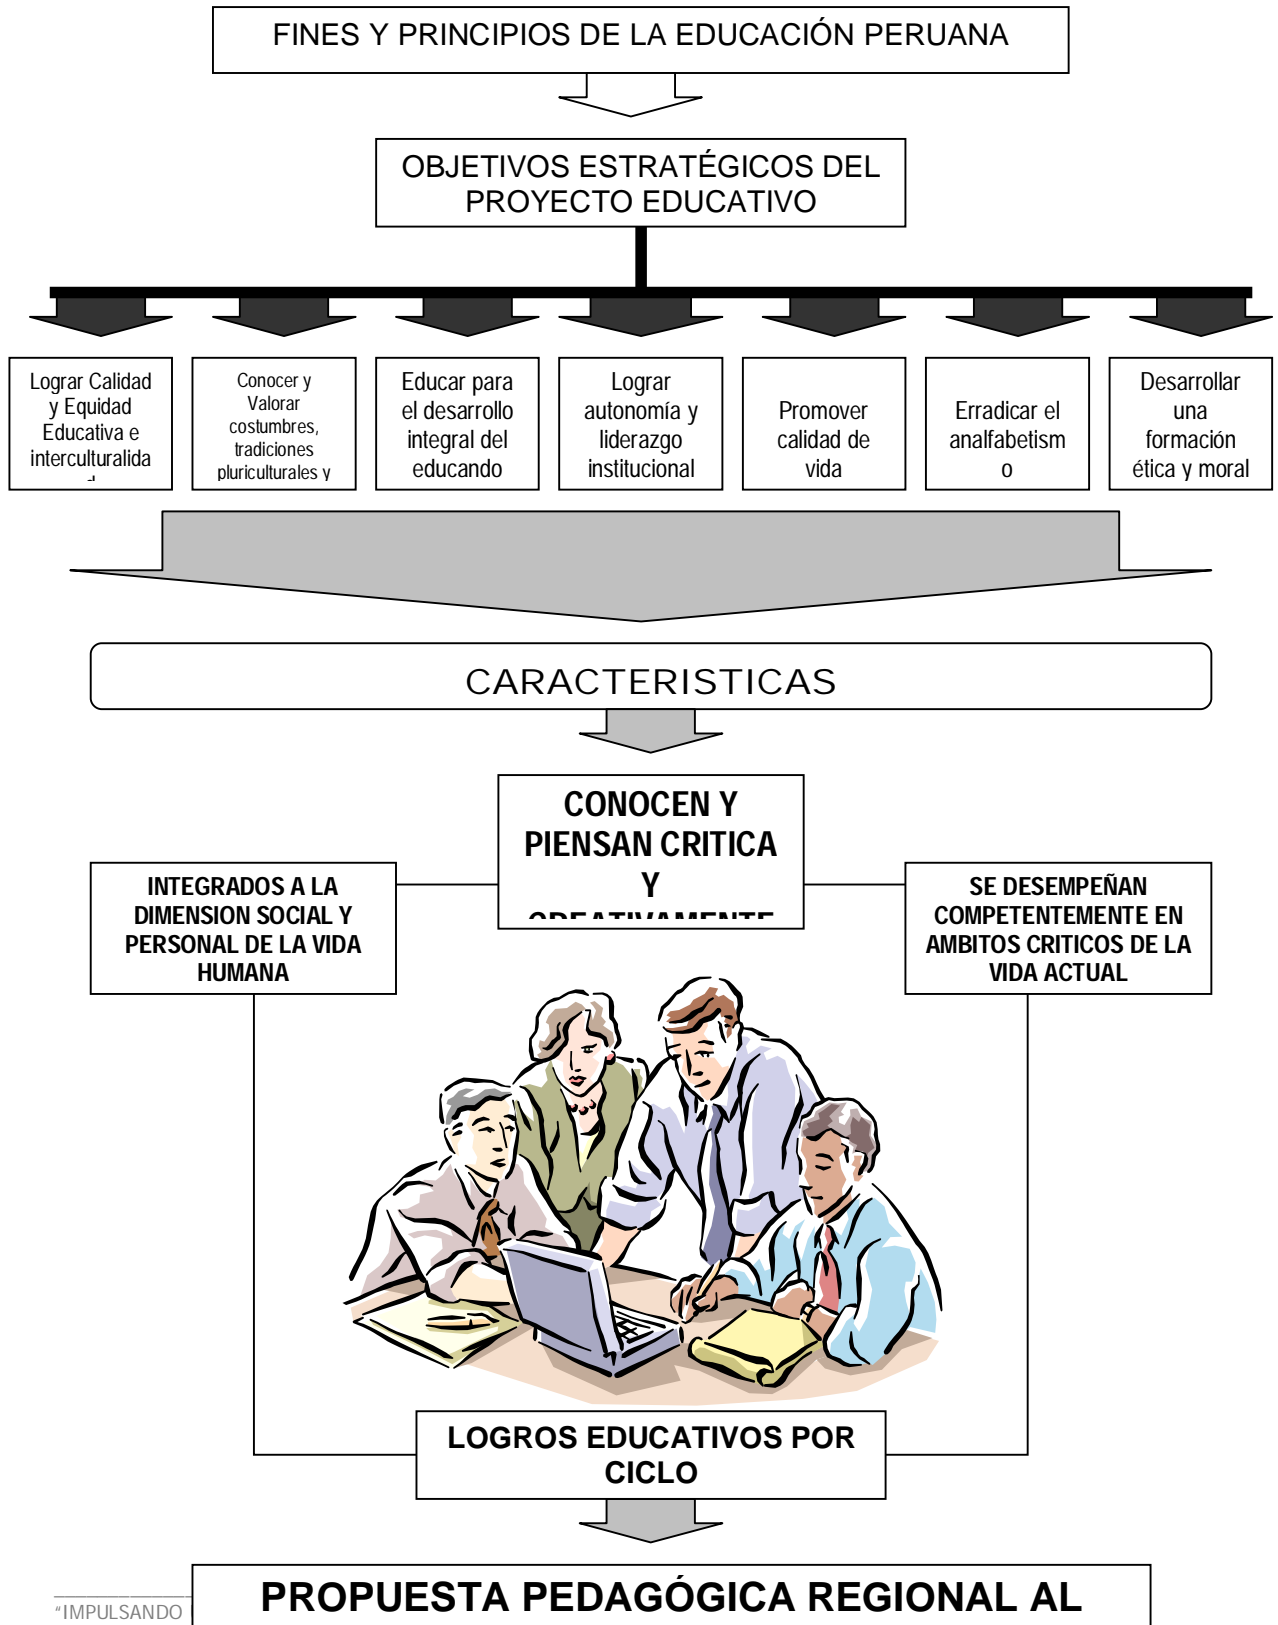 FINES Y PRINCIPIOS DE LA EDUCACIÓN PERUANA
OBJETIVOS ESTRATÉGICOS DEL
PROYECTO EDUCATIVO
Lograr Calidad
y Equidad
Educativa e
interculturalida
Conocer y
Valorar
costumbres,
tradiciones
pluriculturales y
Educar para
el desarrollo
integral del
educando
Lograr
autonomía y
liderazgo
institucional
Promover
calidad de
vida
Erradicar el
analfabetism
o
Desarrollar
una
formación
ética y moral
CARACTERISTICAS
CONOCEN Y
PIENSAN CRITICA
Y
CREATIVAMENTE
INTEGRADOS A LA
DIMENSION SOCIAL Y
PERSONAL DE LA VIDA
HUMANA
SE DESEMPEÑAN
COMPETENTEMENTE EN
AMBITOS CRITICOS DE LA
VIDA ACTUAL
LOGROS EDUCATIVOS POR
CICLO
PROPUESTA PEDAGÓGICA REGIONAL AL
“IMPULSANDO